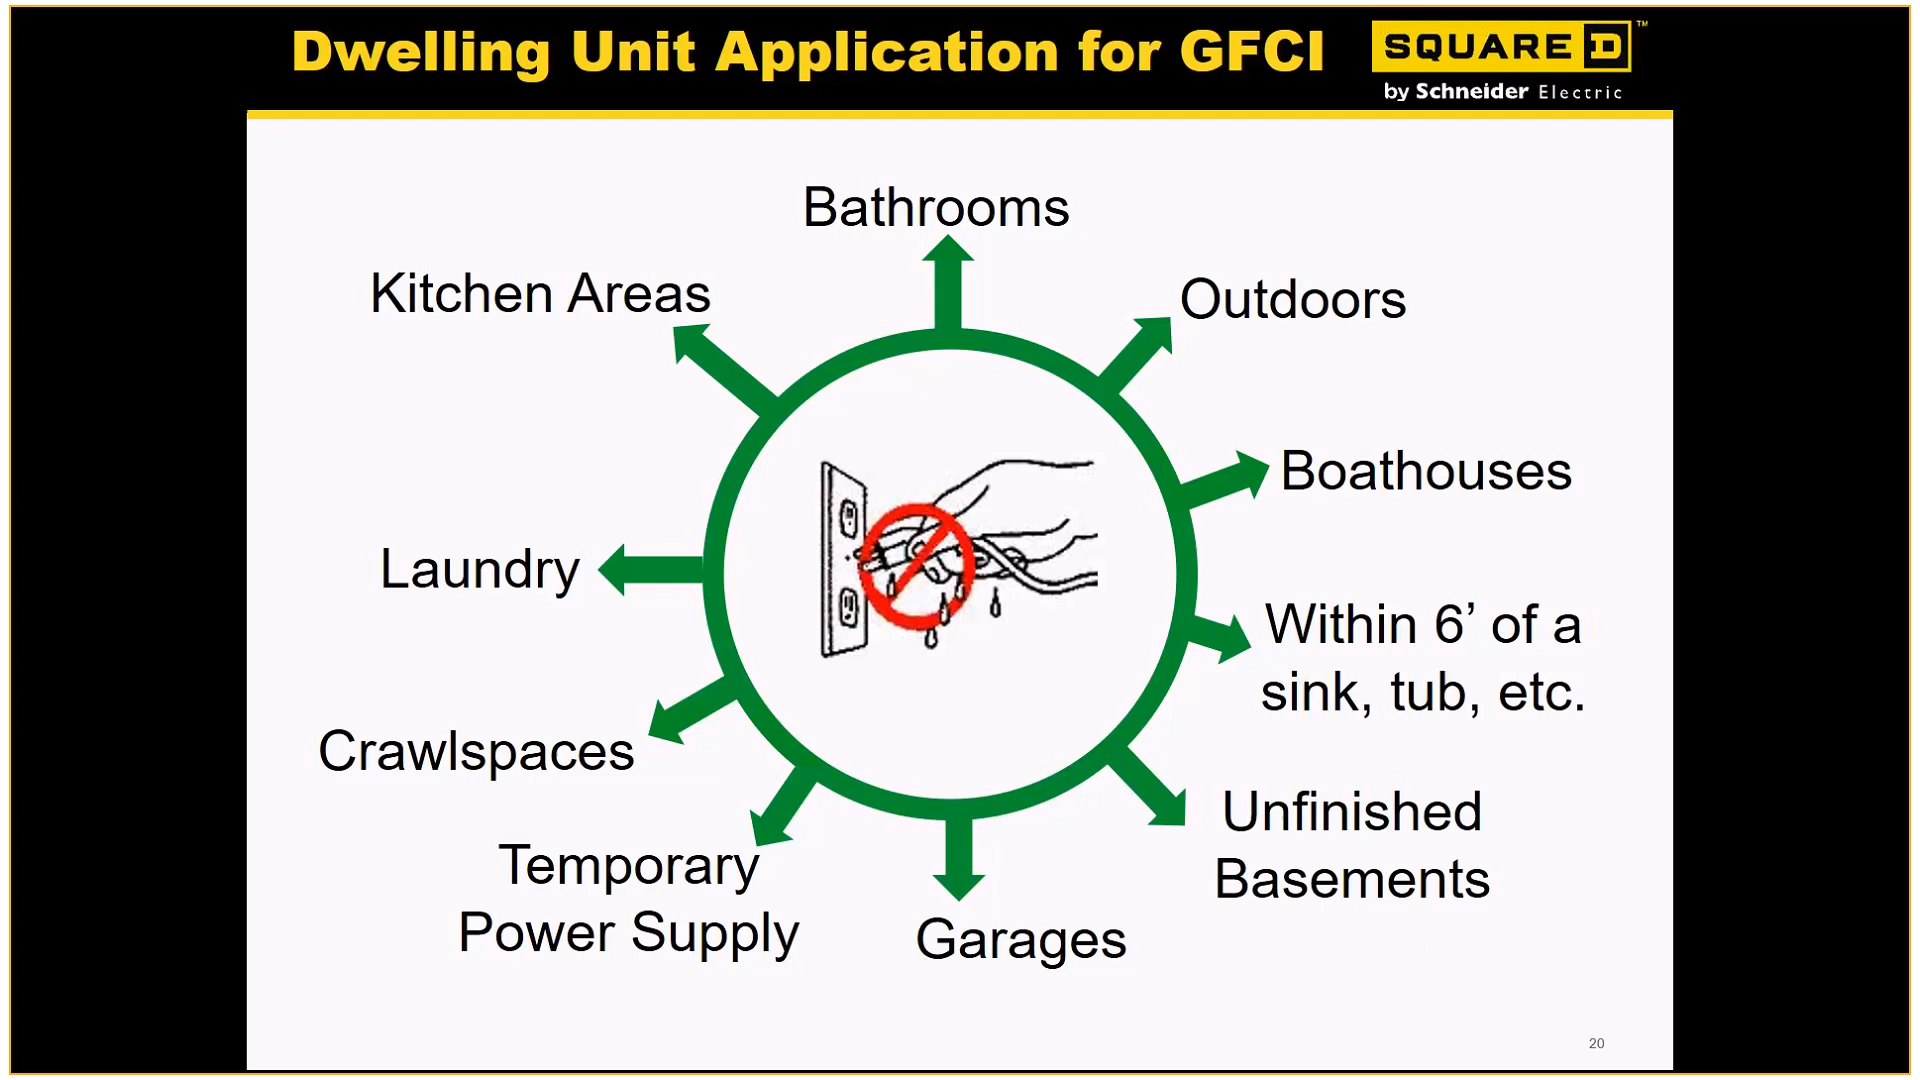 Dwelling Unit Application for GFCI
SQUARE D™
by Schneider Electric
Bathrooms
Kitchen Areas
Outdoors
Boathouses
Laundry
Within 6’ of a
sink, tub, etc.
Crawlspaces
Unfinished
Basements
Temporary
Power Supply
Garages
20